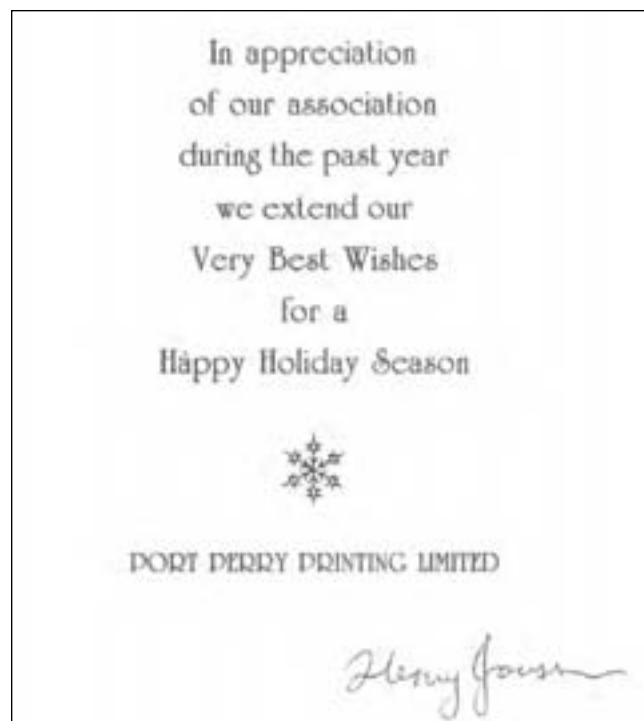 In appreciation
of our association
during the past year
we extend our
Very Best Wishes
for a
Happy Holiday Season
PORT PERRY PRINTING LIMITED
Henry